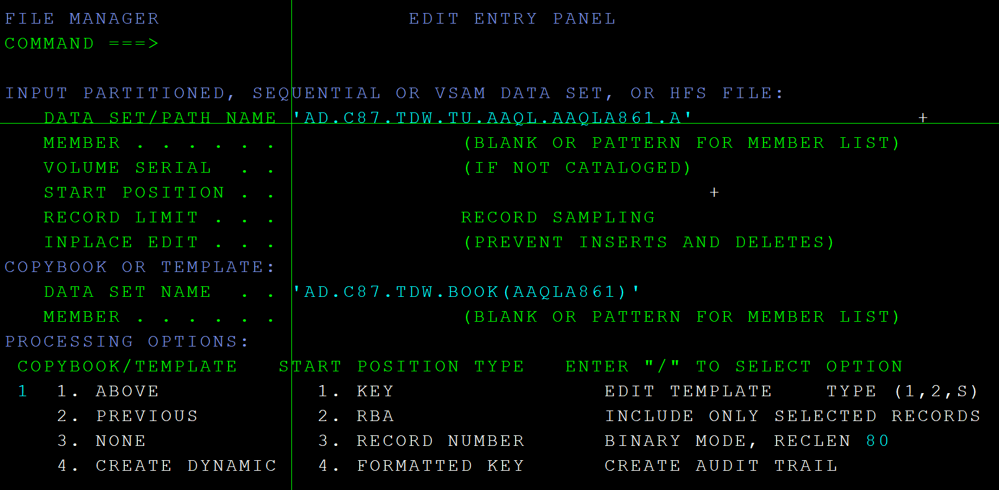 FILE MANAGER EDIT ENTRY PANEL
COMMAND ===>
INPUT PARTITIONED, SEQUENTIAL OR VSAM DATA SET, OR HFS FILE:
DATA SET/PATH NAME 'AD.C87.TDW.TU.AAQL.AAQLA861.A' +
MEMBER . . . . . . (BLANK OR PATTERN FOR MEMBER LIST)
VOLUME SERIAL . . (IF NOT CATALOGED)
START POSITION . . +
RECORD LIMIT . . . RECORD SAMPLING
INPLACE EDIT . . . (PREVENT INSERTS AND DELETES)
COPYBOOK OR TEMPLATE:
DATA SET NAME . . 'AD.C87.TDW.BOOK(AAQLA861)'
MEMBER . . . . . . (BLANK OR PATTERN FOR MEMBER LIST)
PROCESSING OPTIONS:
COPYBOOK/TEMPLATE START POSITION TYPE ENTER "/" TO SELECT OPTION
1 1. ABOVE 1. KEY EDIT TEMPLATE TYPE (1,2,S)
2. PREVIOUS 2. RBA INCLUDE ONLY SELECTED RECORDS
3. NONE 3. RECORD NUMBER BINARY MODE, RECLEN 80
4. CREATE DYNAMIC 4. FORMATTED KEY CREATE AUDIT TRAIL